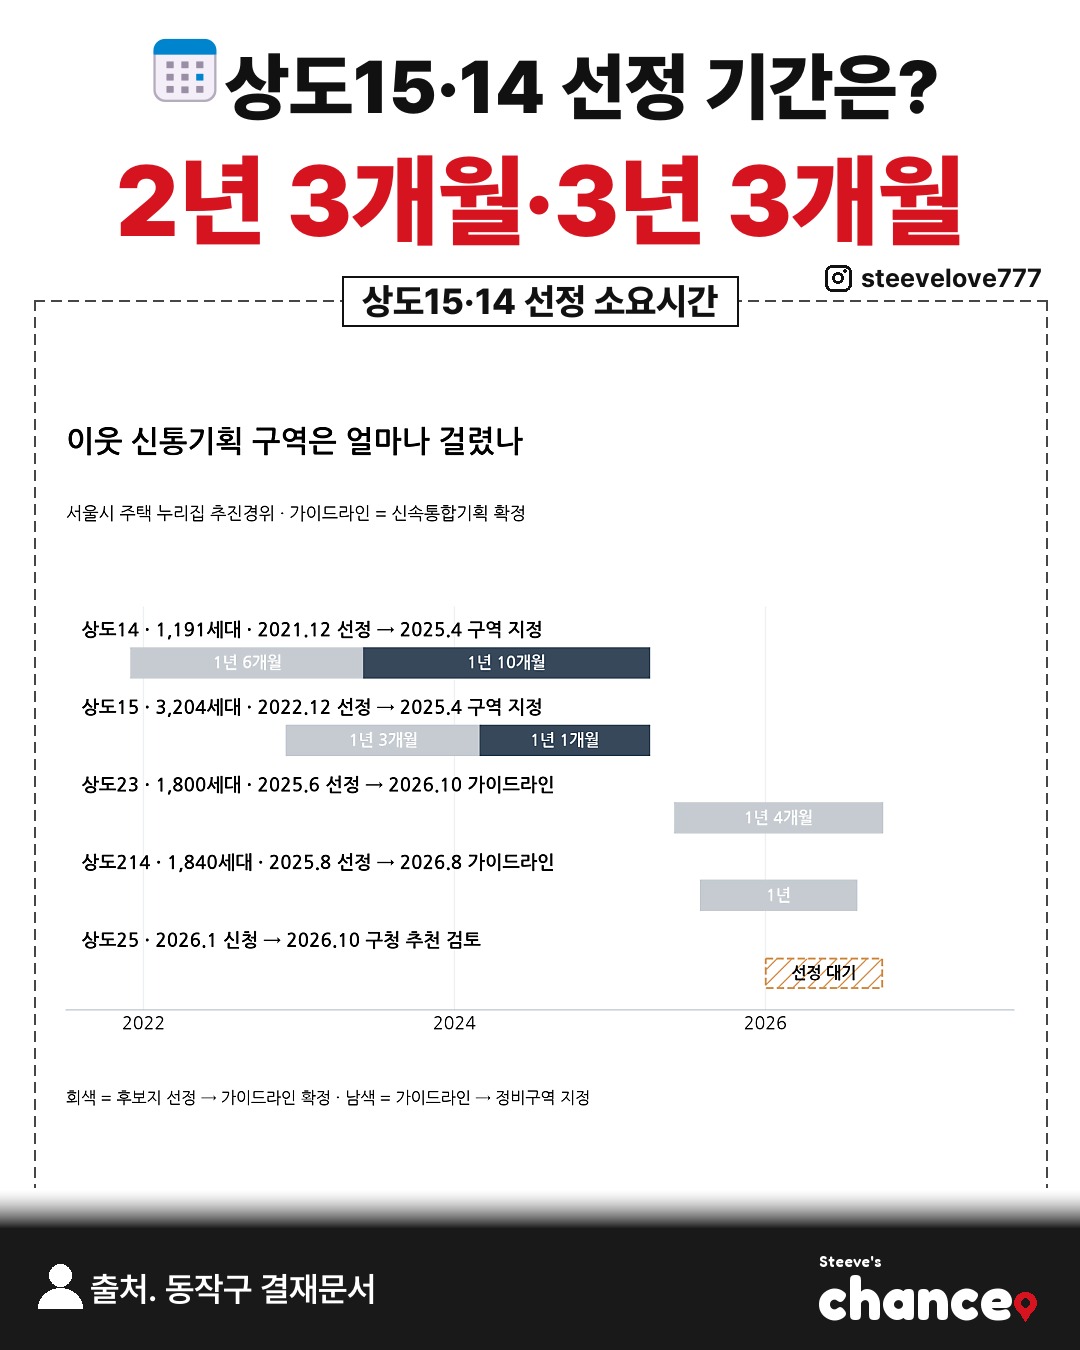 상도15·14 선정 기간은?
2년 3개월·3년 3개월
steevelove777
상도15·14 선정 소요시간
이웃 신통기획 구역은 얼마나 걸렸나
서울시 주택 누리집 추진경위 · 가이드라인 = 신속통합기획 확정
상도14 · 1,191세대 · 2021.12 선정 → 2025.4 구역 지정
1년 6개월
1년 10개월
상도15 · 3,204세대 · 2022.12 선정 → 2025.4 구역 지정
1년 3개월
1년 1개월
상도23 · 1,800세대 · 2025.6 선정 → 2026.10 가이드라인
1년 4개월
상도214 · 1,840세대 · 2025.8 선정 → 2026.8 가이드라인
1년
상도25 · 2026.1 신청 → 2026.10 구청 추천 검토
선정 대기
2022
2024
2026
회색 = 후보지 선정 → 가이드라인 확정 · 남색 = 가이드라인 → 정비구역 지정
출처. 동작구 결재문서
Steeve's
chance